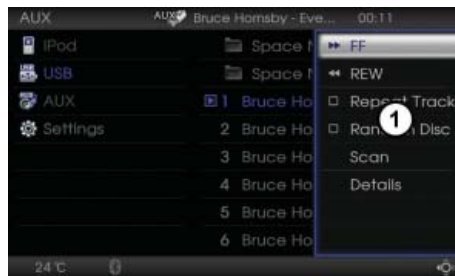 AUX AUX Bruce Hornsby - Eve... 00:11
iPod
USB
AUX
Settings
Space
Space
1 Bruce Ho
2 Bruce Ho
3 Bruce Ho
4 Bruce Ho
5 Bruce Ho
6 Bruce Ho
FF
REW
Repeat Track
Disc
Scan
Details
1
24°C